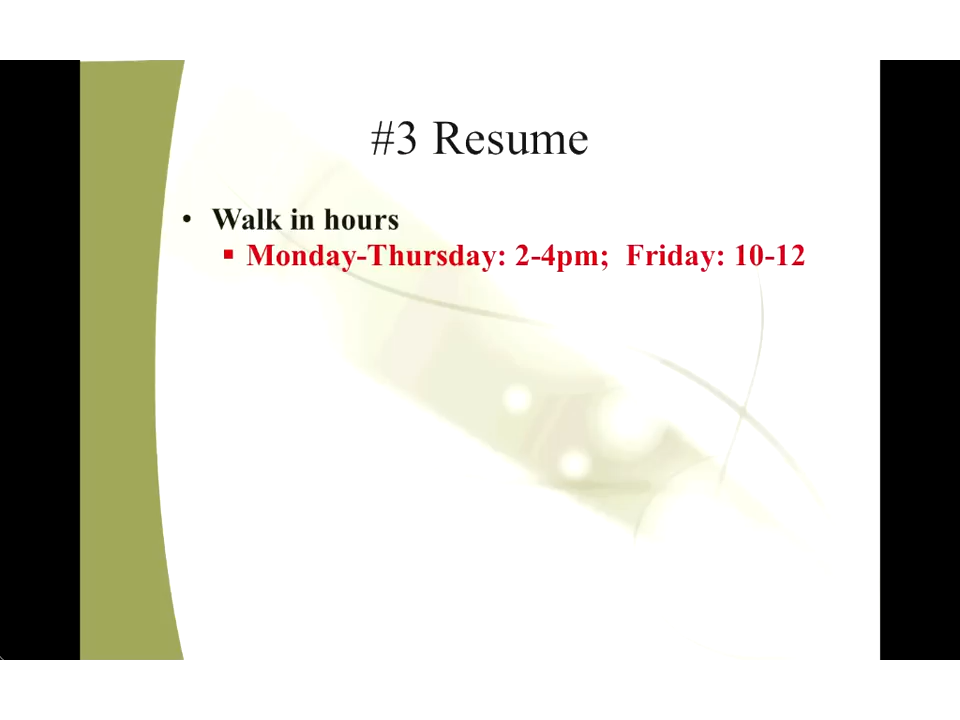 #3 Resume
• Walk in hours
▪ Monday-Thursday: 2-4pm; Friday: 10-12